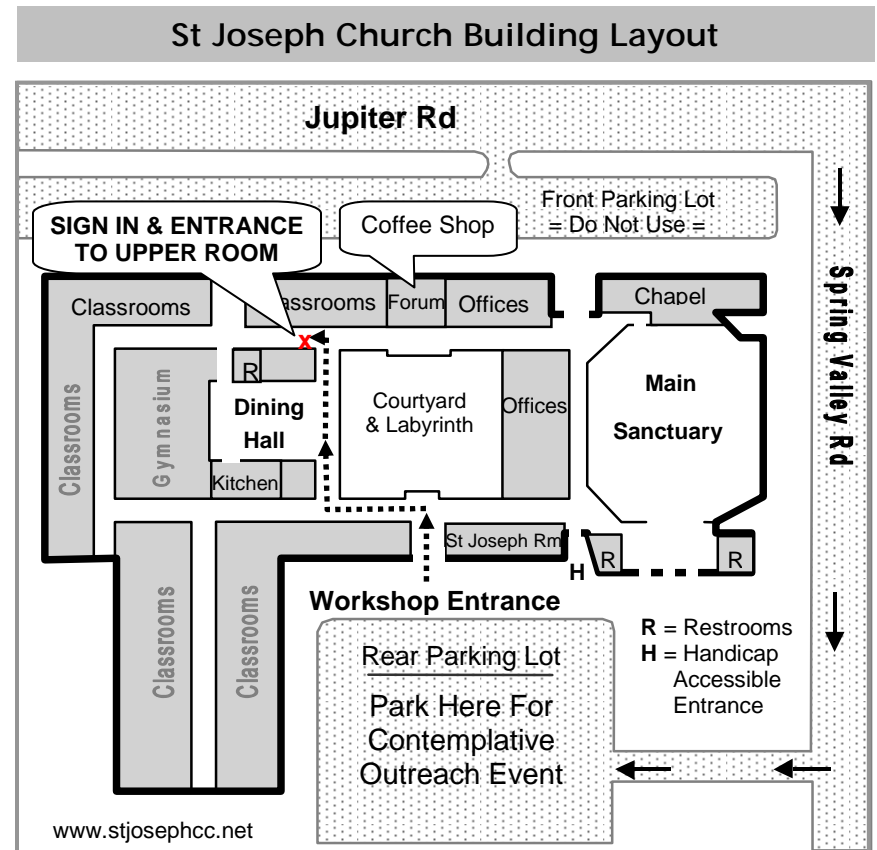 St Joseph Church Building Layout
Jupiter Rd
Front Parking Lot
= Do Not Use =
SIGN IN & ENTRANCE
TO UPPER ROOM
Coffee Shop
Spring Valley Rd
Classrooms
assrooms
Forum
Offices
Chapel
x
R
Classrooms
Gymnasium
Dining
Hall
Courtyard
& Labyrinth
Offices
Main
Sanctuary
Kitchen
St Joseph Rm
H
R
R
Classrooms
Classrooms
Workshop Entrance
R = Restrooms
H = Handicap
Accessible
Entrance
Rear Parking Lot
Park Here For
Contemplative
Outreach Event
www.stjosephcc.net